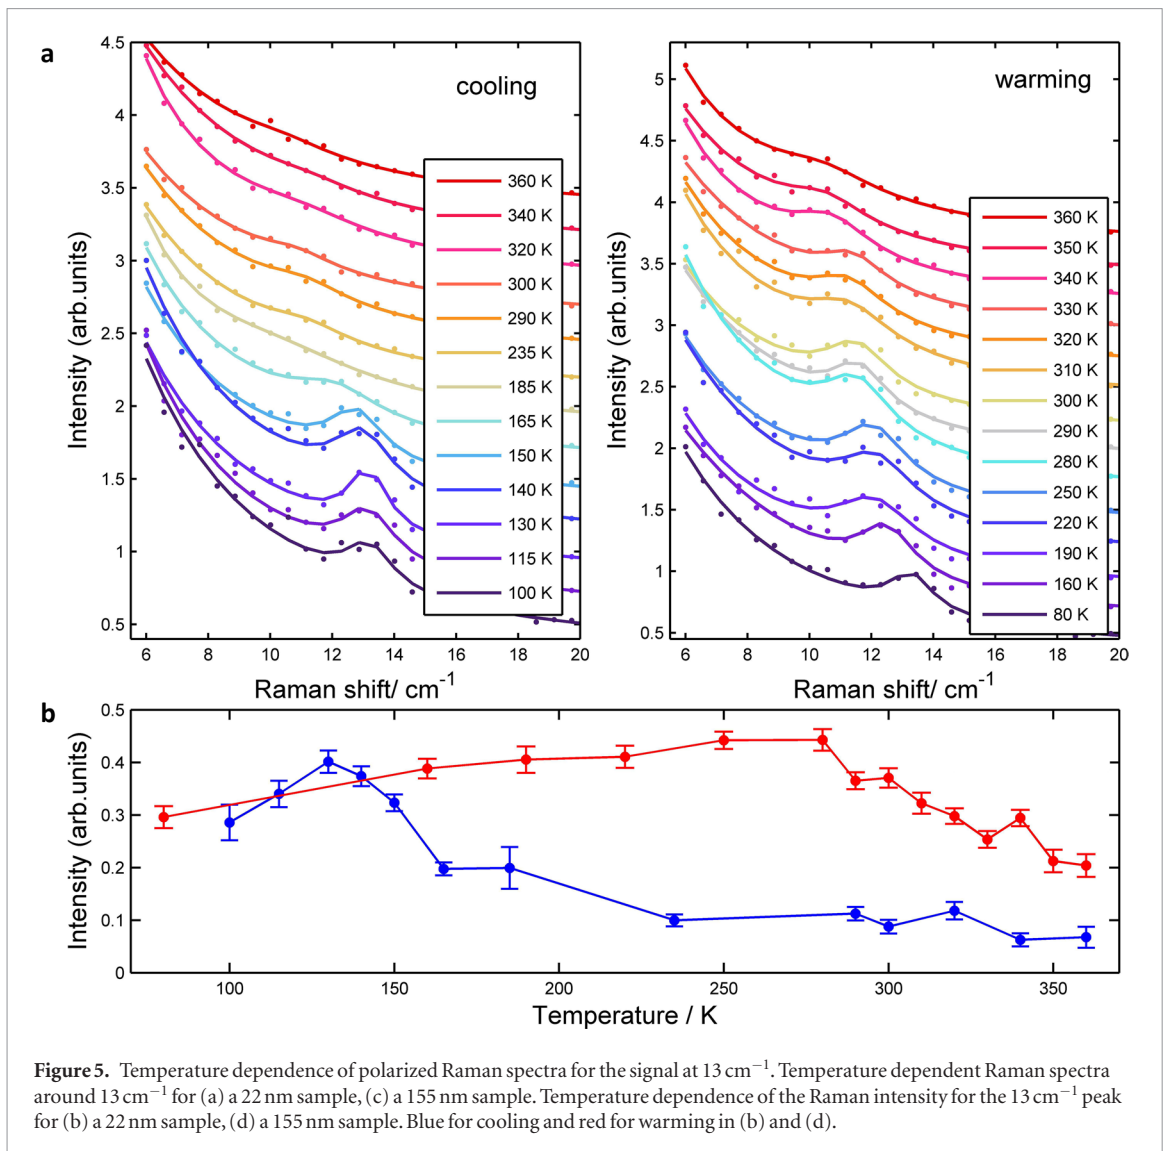 a
4.5
4
3.5
3
2.5
2
1.5
1
0.5
6 8 10 12 14 16 18 20
Intensity (arb.units)
Raman shift/ cm⁻¹
cooling
360 K
340 K
320 K
300 K
290 K
235 K
185 K
165 K
150 K
140 K
130 K
115 K
100 K
5
4.5
4
3.5
3
2.5
2
1.5
1
0.5
6 8 10 12 14 16 18 20
Intensity (arb.units)
Raman shift/ cm⁻¹
warming
360 K
350 K
340 K
330 K
320 K
310 K
300 K
290 K
280 K
250 K
220 K
190 K
160 K
80 K
b
0.5
0.4
0.3
0.2
0.1
0
100 150 200 250 300 350
Intensity (arb.units)
Temperature / K
Figure 5. Temperature dependence of polarized Raman spectra for the signal at 13 cm⁻¹. Temperature dependent Raman spectra
around 13 cm⁻¹ for (a) a 22 nm sample, (c) a 155 nm sample. Temperature dependence of the Raman intensity for the 13 cm⁻¹ peak
for (b) a 22 nm sample, (d) a 155 nm sample. Blue for cooling and red for warming in (b) and (d).